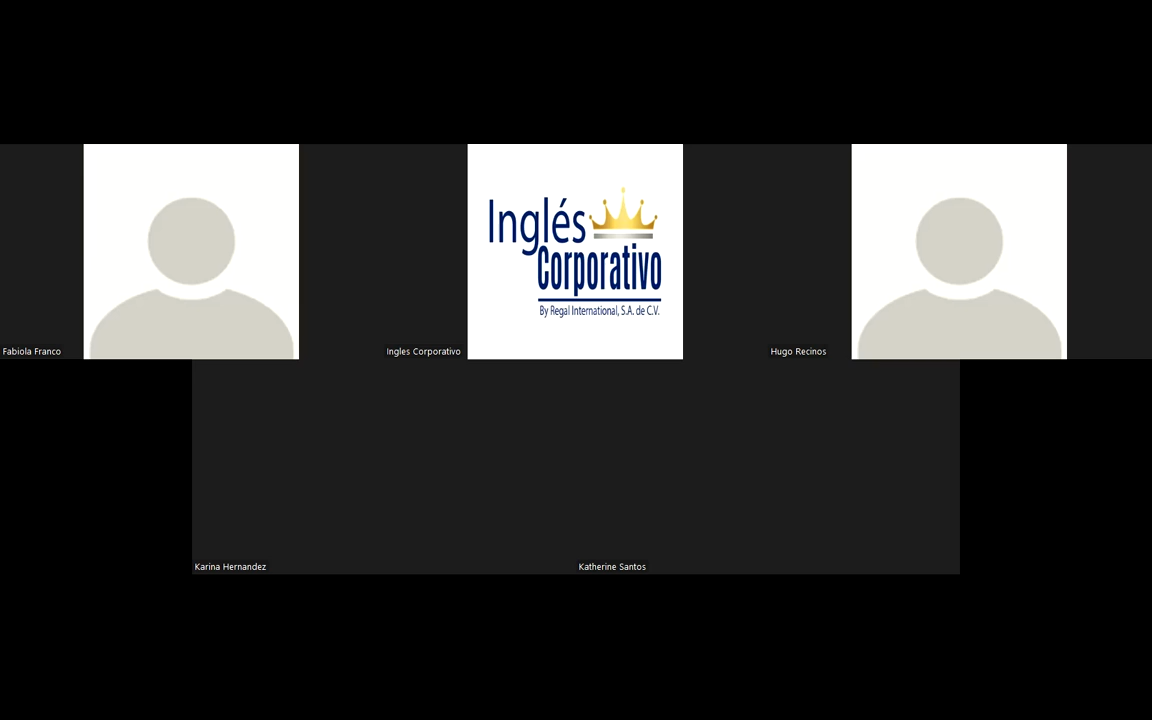 Inglés
Corporativo
By Regal International, S.A. de C.V.
Fabiola Franco
Ingles Corporativo
Hugo Recinos
Karina Hernandez
Katherine Santos